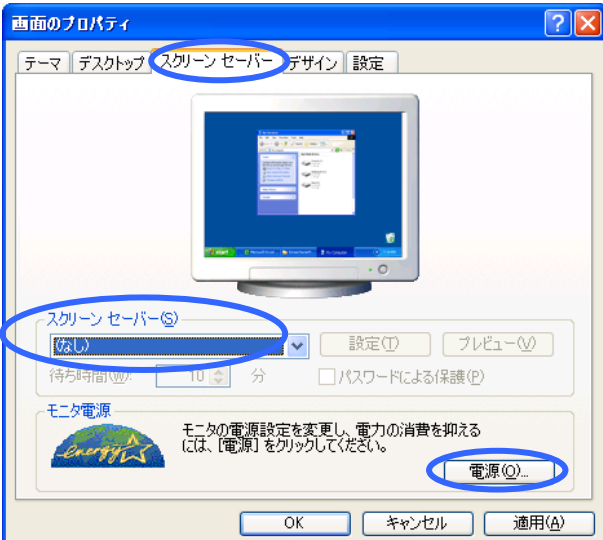 画面のプロパティ
テーマ デスクトップ スクリーン セーバー デザイン 設定
スクリーン セーバー(S)
(なし) 設定(T) プレビュー(V)
待ち時間(W): 10 分 パスワードによる保護(P)
モニタ電源
モニタの電源設定を変更し、電力の消費を抑える
には、[電源] をクリックしてください。
energy
電源(O)...
OK キャンセル 適用(A)